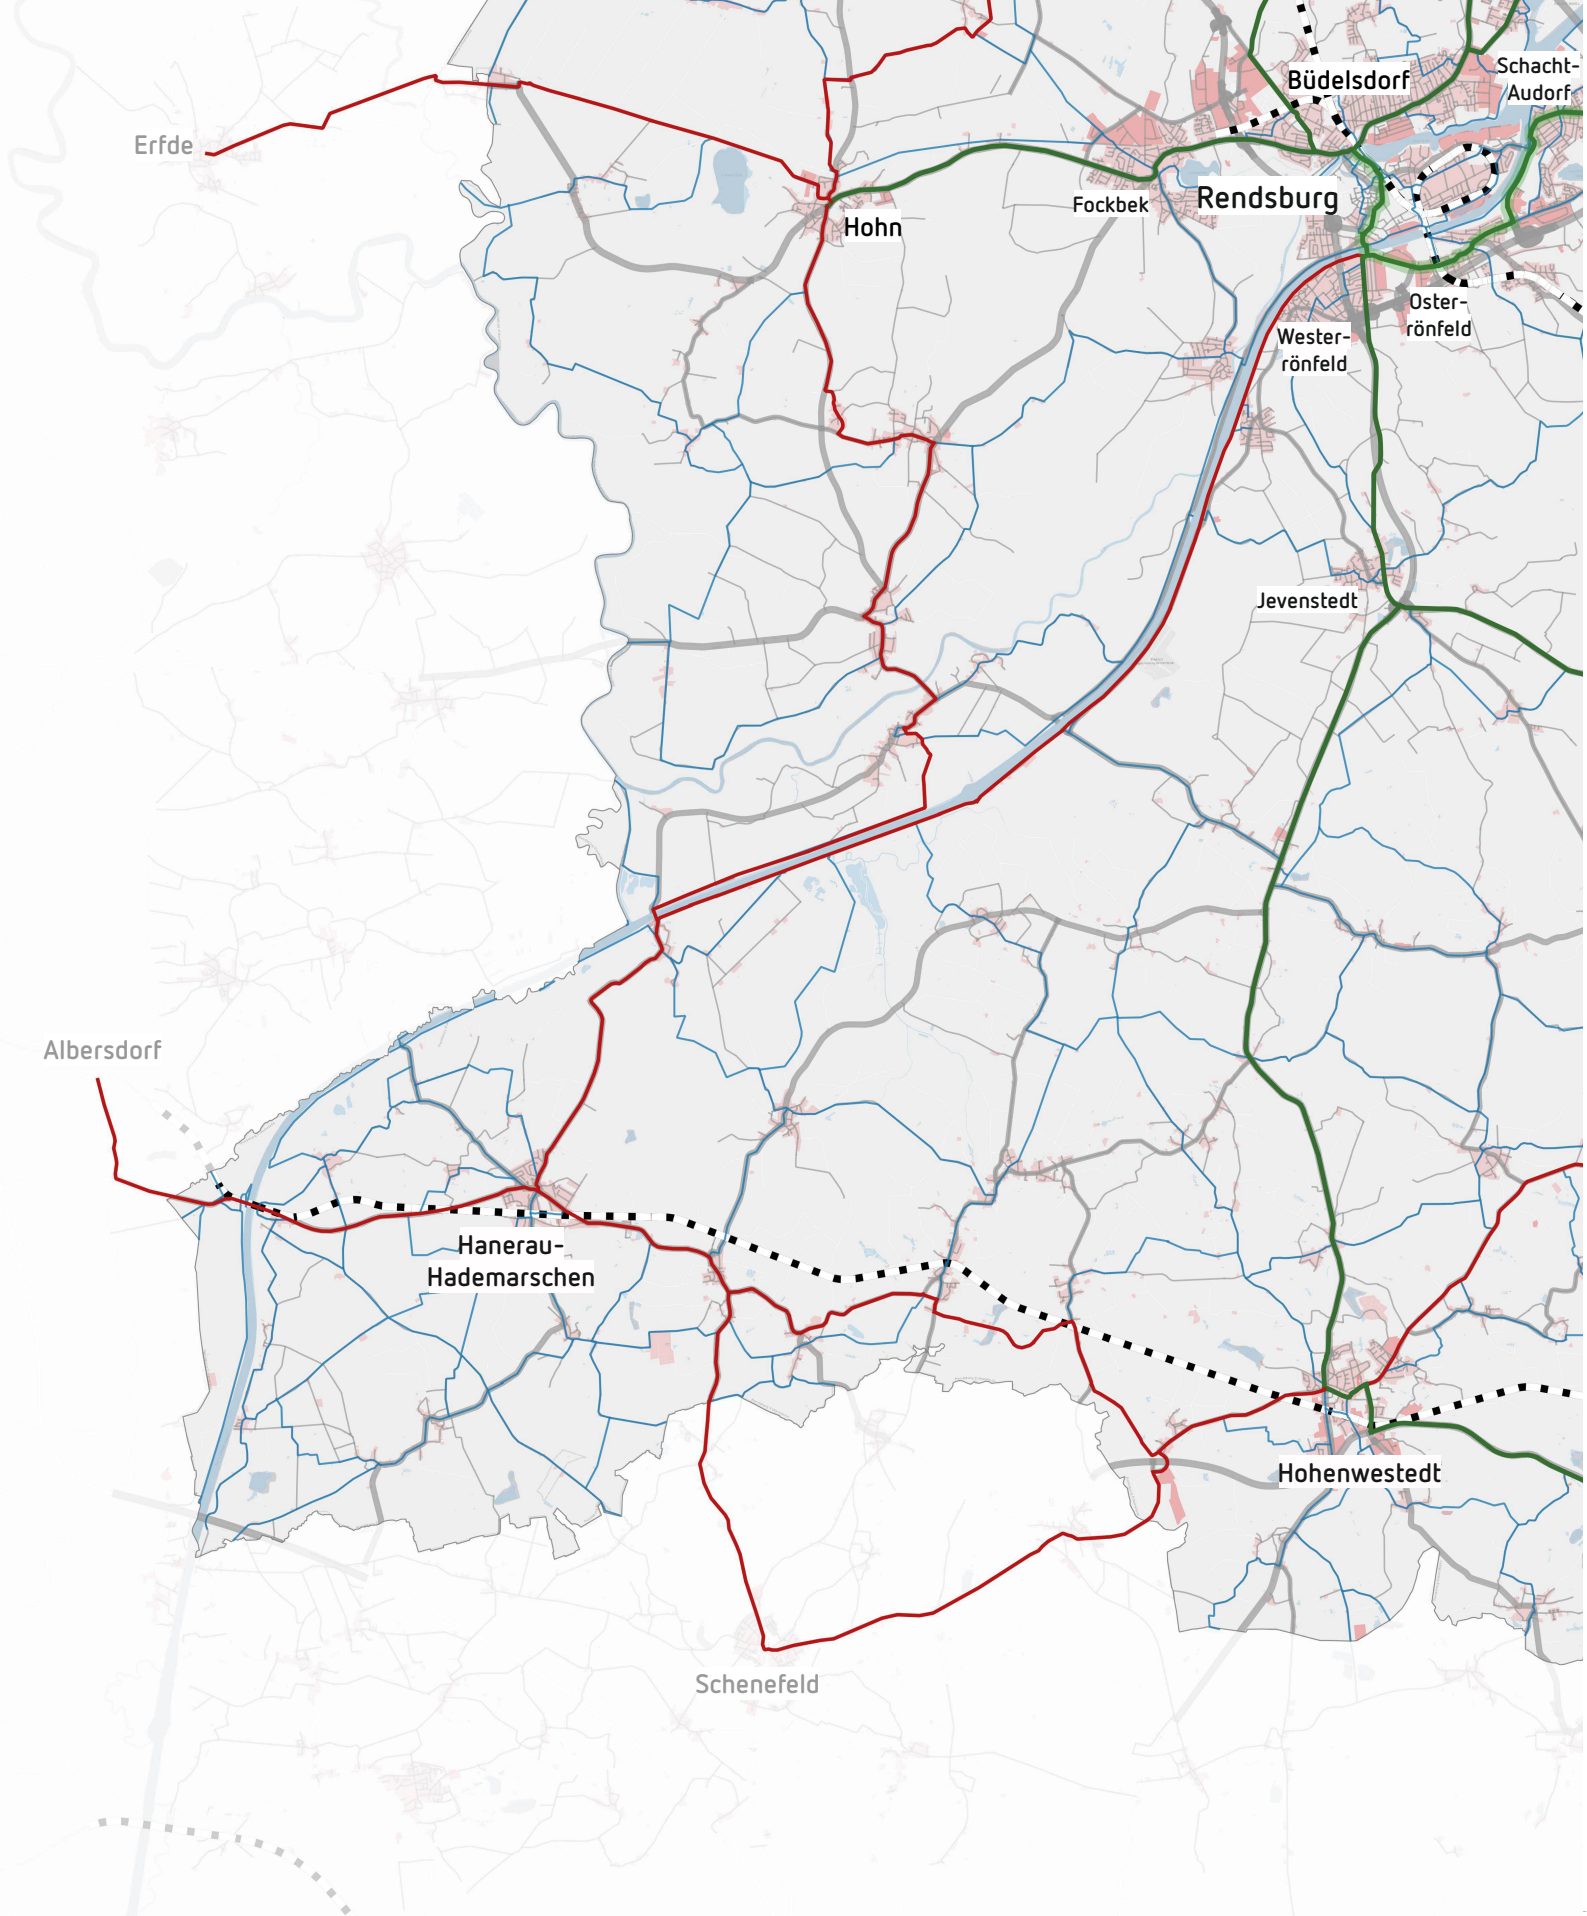 Schacht-
Audorf
Büdelsdorf
Erfde
Rendsburg
Fockbek
Hohn
Oster-
rönfeld
Wester-
rönfeld
Jevenstedt
Albersdorf
Hanerau-
Hademarschen
Hohenwestedt
Schenefeld